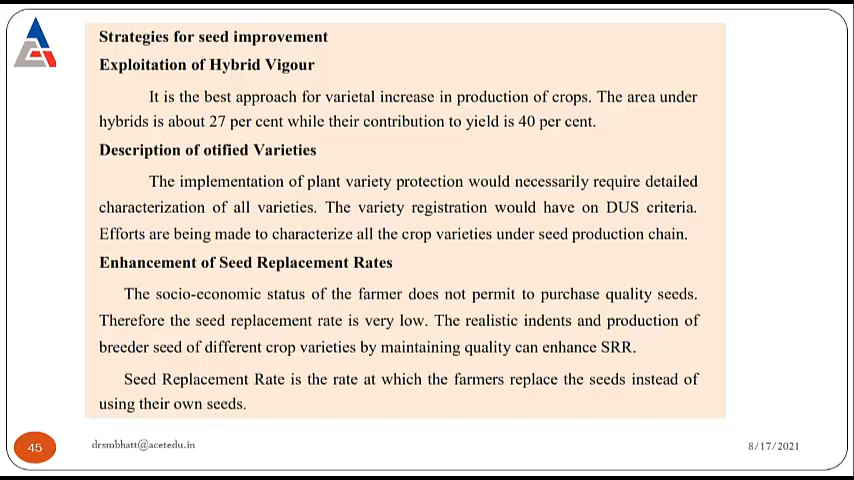 Strategies for seed improvement
Exploitation of Hybrid Vigour
It is the best approach for varietal increase in production of crops. The area under
hybrids is about 27 per cent while their contribution to yield is 40 per cent.
Description of otified Varieties
The implementation of plant variety protection would necessarily require detailed
characterization of all varieties. The variety registration would have on DUS criteria.
Efforts are being made to characterize all the crop varieties under seed production chain.
Enhancement of Seed Replacement Rates
The socio-economic status of the farmer does not permit to purchase quality seeds.
Therefore the seed replacement rate is very low. The realistic indents and production of
breeder seed of different crop varieties by maintaining quality can enhance SRR.
Seed Replacement Rate is the rate at which the farmers replace the seeds instead of
using their own seeds.
45
drsmbhatt@acetedu.in
8/17/2021